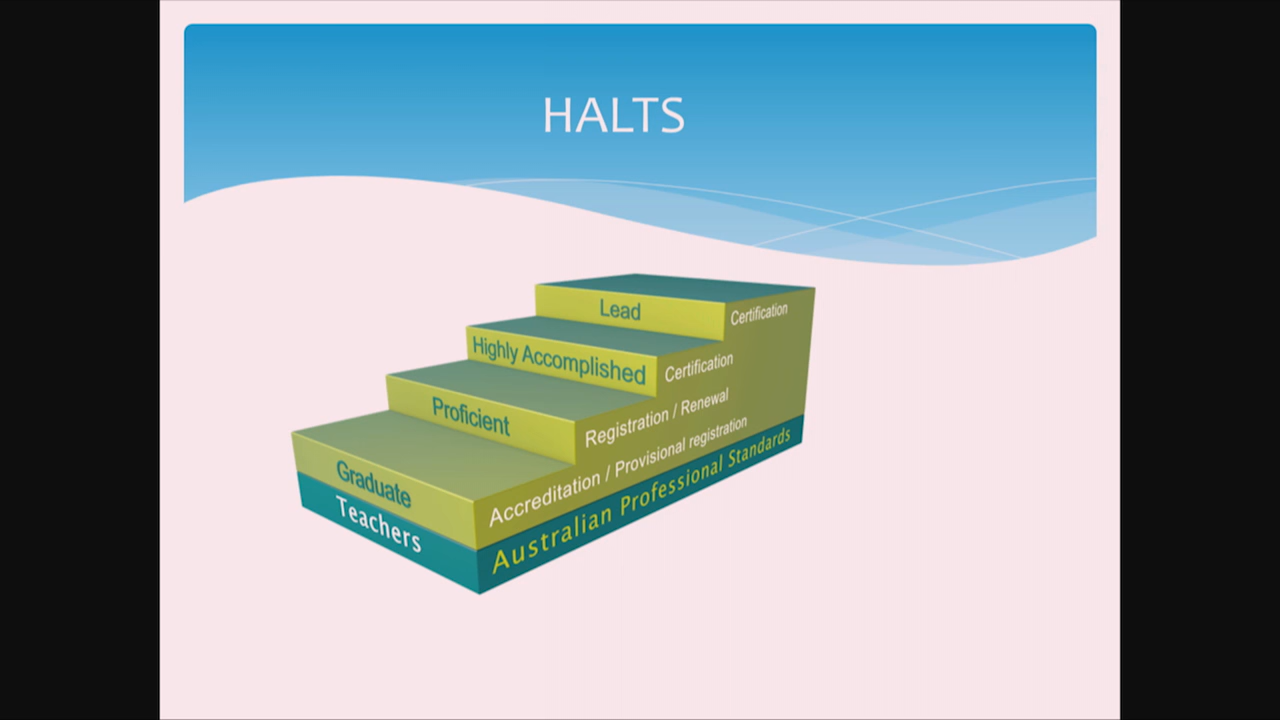 HALTS
Lead
Certification
Highly Accomplished
Certification
Proficient
Registration / Renewal
Graduate
Accreditation / Provisional registration
Teachers
Australian Professional Standards